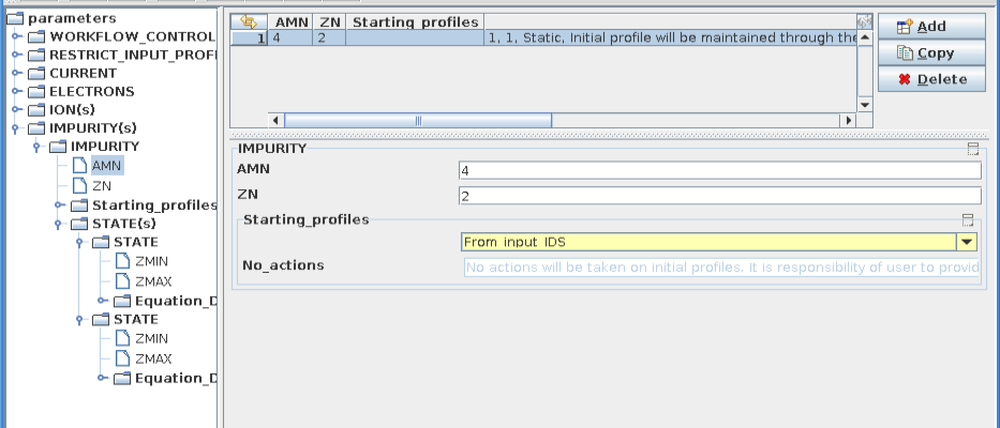 parameters
WORKFLOW_CONTROL
RESTRICT_INPUT_PROFI
CURRENT
ELECTRONS
ION(s)
IMPURITY(s)
IMPURITY
AMN
ZN
Starting_profiles
STATE(s)
STATE
ZMIN
ZMAX
Equation_D
STATE
ZMIN
ZMAX
Equation_D
AMN ZN Starting_profiles
1 4 2 1, 1, Static, Initial profile will be maintained through the
Add
Copy
Delete
IMPURITY
AMN 4
ZN 2
Starting_profiles
From input IDS
No_actions No actions will be taken on initial profiles. It is responsibility of user to provid